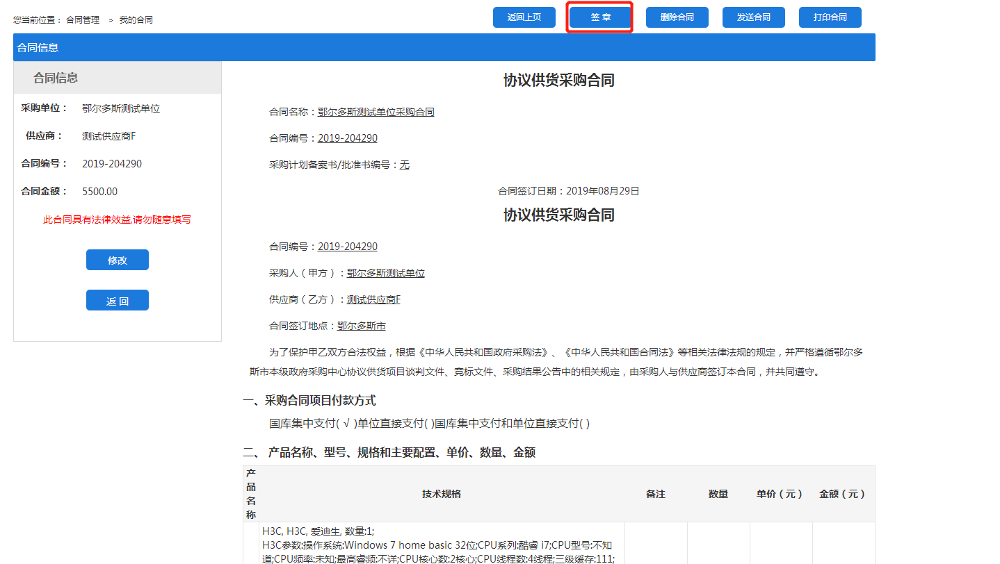 您当前位置： 合同管理 > 我的合同
返回上页 签 章 删除合同 发送合同 打印合同
合同信息
合同信息
采购单位： 鄂尔多斯测试单位
供应商： 测试供应商F
合同编号： 2019-204290
合同金额： 5500.00
此合同具有法律效益,请勿随意填写
修改
返 回
协议供货采购合同
合同名称：鄂尔多斯测试单位采购合同
合同编号：2019-204290
采购计划备案书/批准书编号：无
合同签订日期：2019年08月29日
协议供货采购合同
合同编号：2019-204290
采购人（甲方）：鄂尔多斯测试单位
供应商（乙方）：测试供应商F
合同签订地点：鄂尔多斯市
为了保护甲乙双方合法权益，根据《中华人民共和国政府采购法》、《中华人民共和国合同法》等相关法律法规的规定，并严格遵循鄂尔多
斯市本级政府采购中心协议供货项目谈判文件、竟标文件、采购结果公告中的相关规定，由采购人与供应商签订本合同，并共同遵守。
一、采购合同项目付款方式
国库集中支付( √ )单位直接支付( )国库集中支付和单位直接支付( )
二、 产品名称、型号、规格和主要配置、单价、数量、金额
产品名称 技术规格 备注 数量 单价（元） 金额（元）
H3C, H3C, 爱迪生, 数量:1;
H3C参数:操作系统:Windows 7 home basic 32位;CPU系列:酷睿 i7;CPU型号:不知
道;CPU频率:未知;最高睿频:不详;CPU核心数:2核心;CPU线程数:4线程;三级缓存:111;